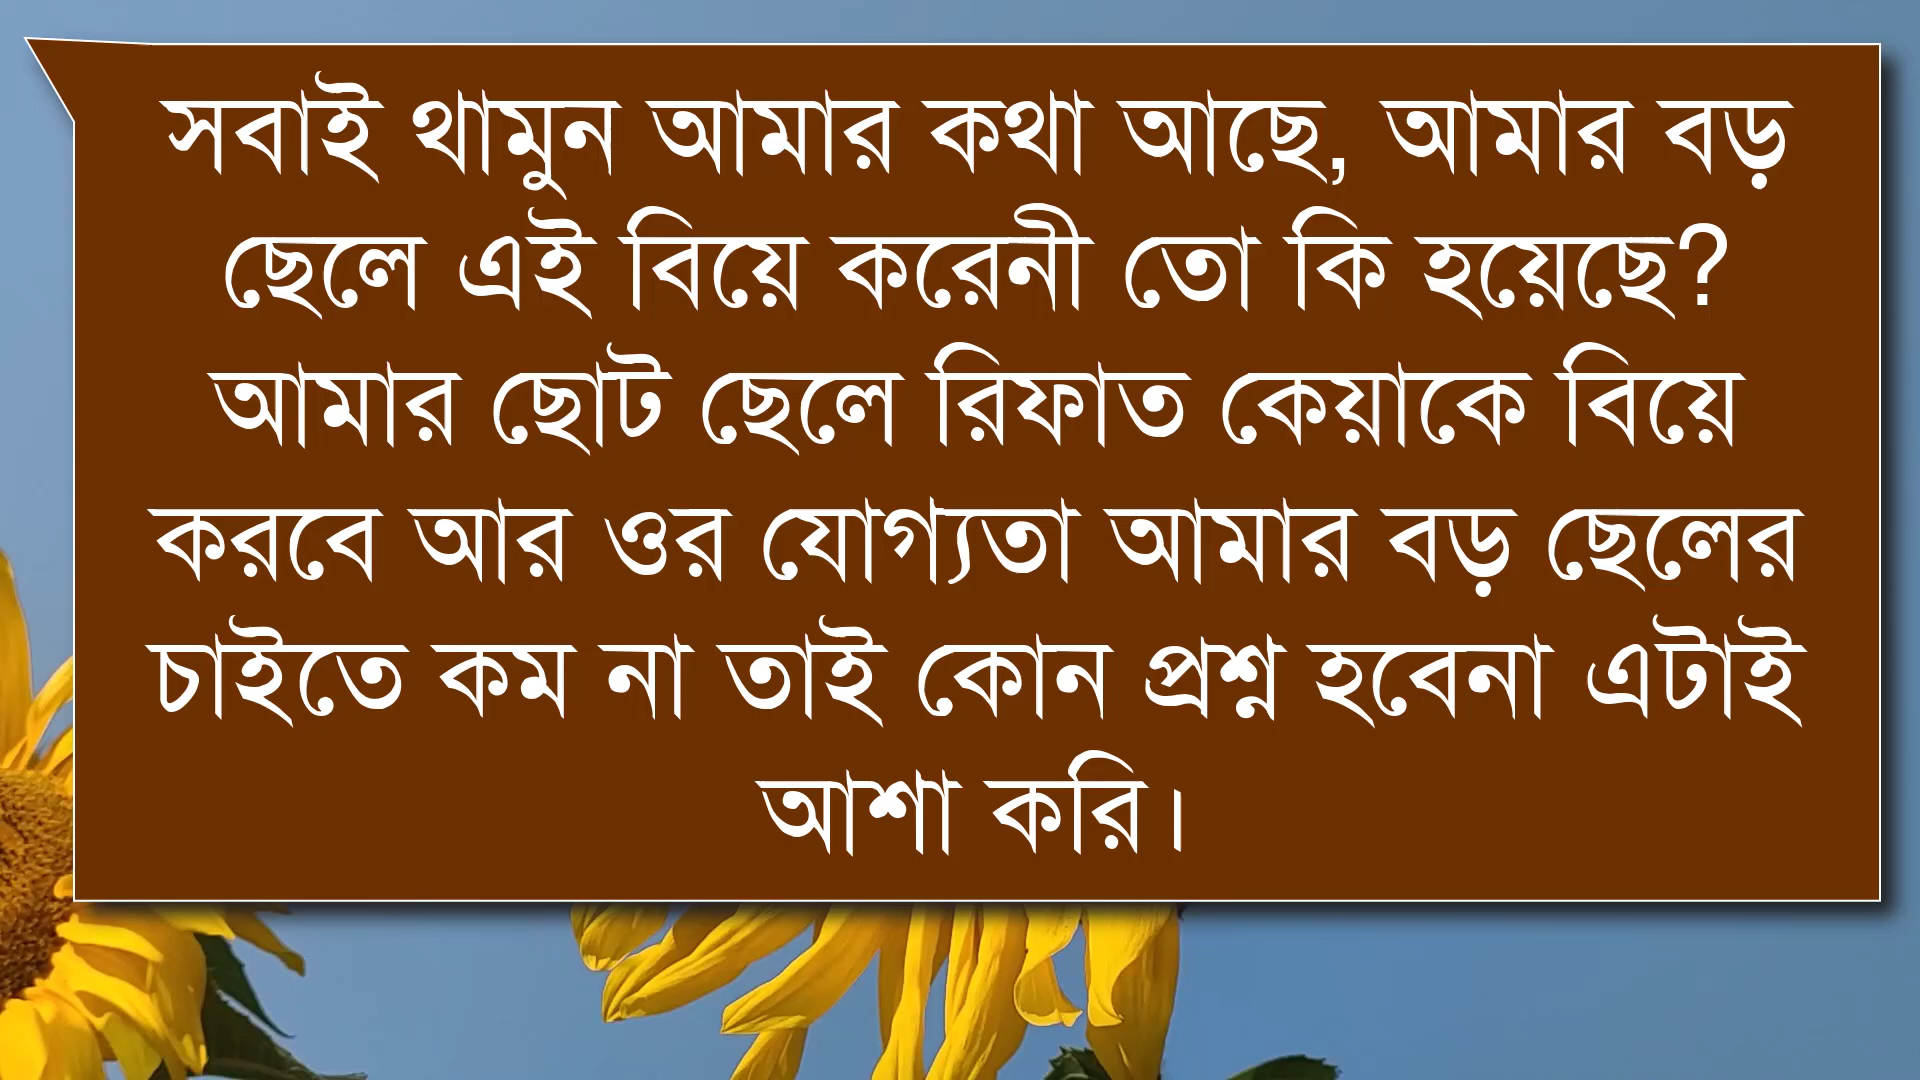 সবাই থামুন আমার কথা আছে, আমার বড়
ছেলে এই বিয়ে করেনী তো কি হয়েছে?
আমার ছোট ছেলে রিফাত কেয়াকে বিয়ে
করবে আর ওর যোগ্যতা আমার বড় ছেলের
চাইতে কম না তাই কোন প্রশ্ন হবেনা এটাই
আশা করি।